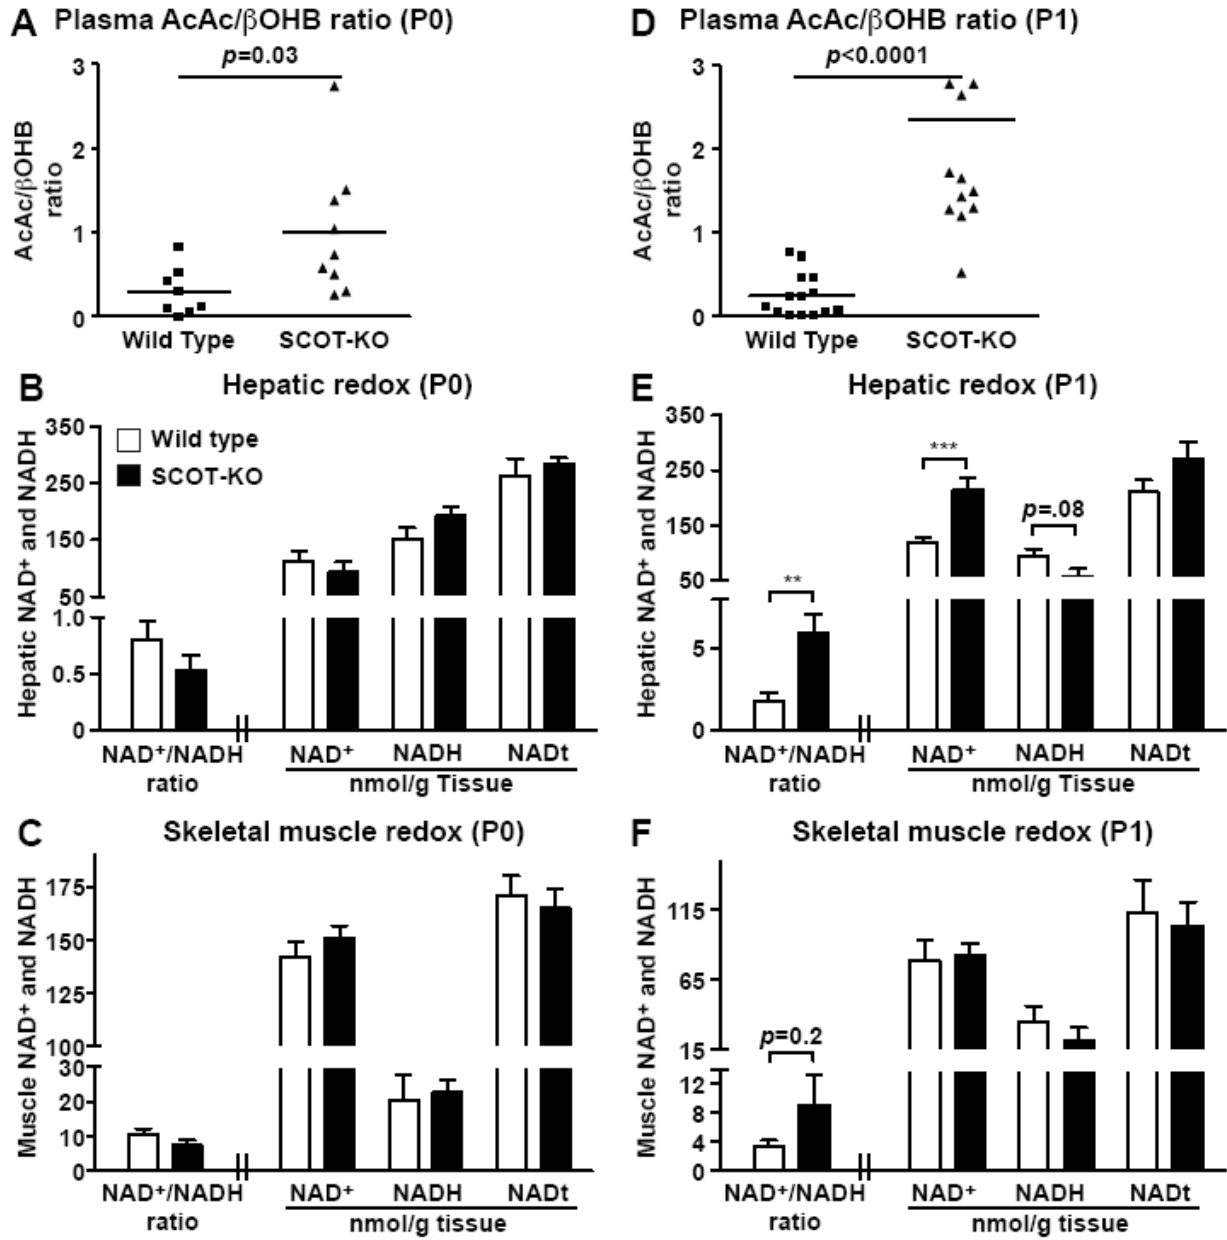 A Plasma AcAc/βOHB ratio (P0)
p=0.03
3
2
1
0
AcAc/βOHB
ratio
Wild Type SCOT-KO
D Plasma AcAc/βOHB ratio (P1)
p<0.0001
3
2
1
0
AcAc/βOHB
ratio
Wild Type SCOT-KO
B Hepatic redox (P0)
Wild type
SCOT-KO
350
250
150
50
1.0
0.5
0
Hepatic NAD⁺ and NADH
NAD⁺/NADH
ratio
NAD⁺ NADH NADt
nmol/g Tissue
E Hepatic redox (P1)
350
250
150
50
5
0
Hepatic NAD⁺ and NADH
***
p=.08
**
NAD⁺/NADH
ratio
NAD⁺ NADH NADt
nmol/g Tissue
C Skeletal muscle redox (P0)
175
150
125
100
30
20
10
0
Muscle NAD⁺ and NADH
NAD⁺/NADH
ratio
NAD⁺ NADH NADt
nmol/g tissue
F Skeletal muscle redox (P1)
115
65
15
12
8
4
0
Muscle NAD⁺ and NADH
p=0.2
NAD⁺/NADH
ratio
NAD⁺ NADH NADt
nmol/g tissue